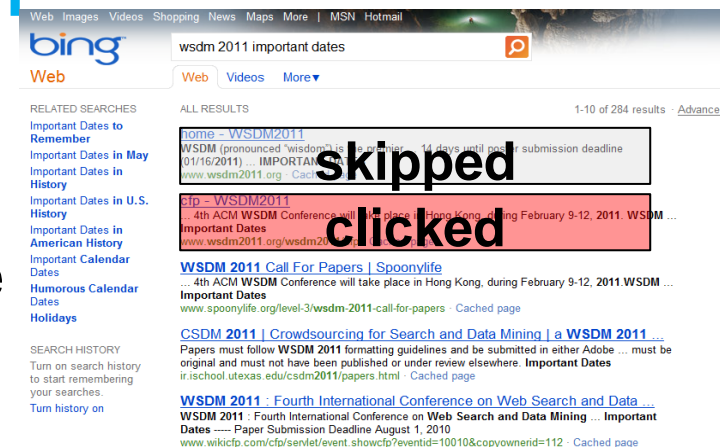 Web Images Videos Shopping News Maps More | MSN Hotmail
bing
wsdm 2011 important dates
Web
Web Videos More▼
RELATED SEARCHES
Important Dates to
Remember
Important Dates in May
Important Dates in
History
Important Dates in U.S.
History
Important Dates in
American History
Important Calendar
Dates
Humorous Calendar
Dates
Holidays
SEARCH HISTORY
Turn on search history
to start remembering
your searches.
Turn history on
ALL RESULTS
1-10 of 284 results · Advance
home - WSDM2011
WSDM (pronounced "wisdom") is the premier ... 14 days until poster submission deadline
(01/16/2011) ... IMPORTANT DAT
www.wsdm2011.org · Cached
skipped
cfp - WSDM2011
... 4th ACM WSDM Conference will take place in Hong Kong, during February 9-12, 2011. WSDM ...
Important Dates
www.wsdm2011.org/wsdm2011 page
clicked
WSDM 2011 Call For Papers | Spoonylife
... 4th ACM WSDM Conference will take place in Hong Kong, during February 9-12, 2011.WSDM ...
Important Dates
www.spoonylife.org/level-3/wsdm-2011-call-for-papers · Cached page
CSDM 2011 | Crowdsourcing for Search and Data Mining | a WSDM 2011 ...
Papers must follow WSDM 2011 formatting guidelines and be submitted in either Adobe ... must be
original and must not have been published or under review elsewhere. Important Dates
ir.ischool.utexas.edu/csdm2011/papers.html · Cached page
WSDM 2011 : Fourth International Conference on Web Search and Data ...
WSDM 2011 : Fourth International Conference on Web Search and Data Mining ... Important
Dates ----- Paper Submission Deadline August 1, 2010
www.wikicfp.com/cfp/servlet/event.showcfp?eventid=10010&copyownerid=112 · Cached page